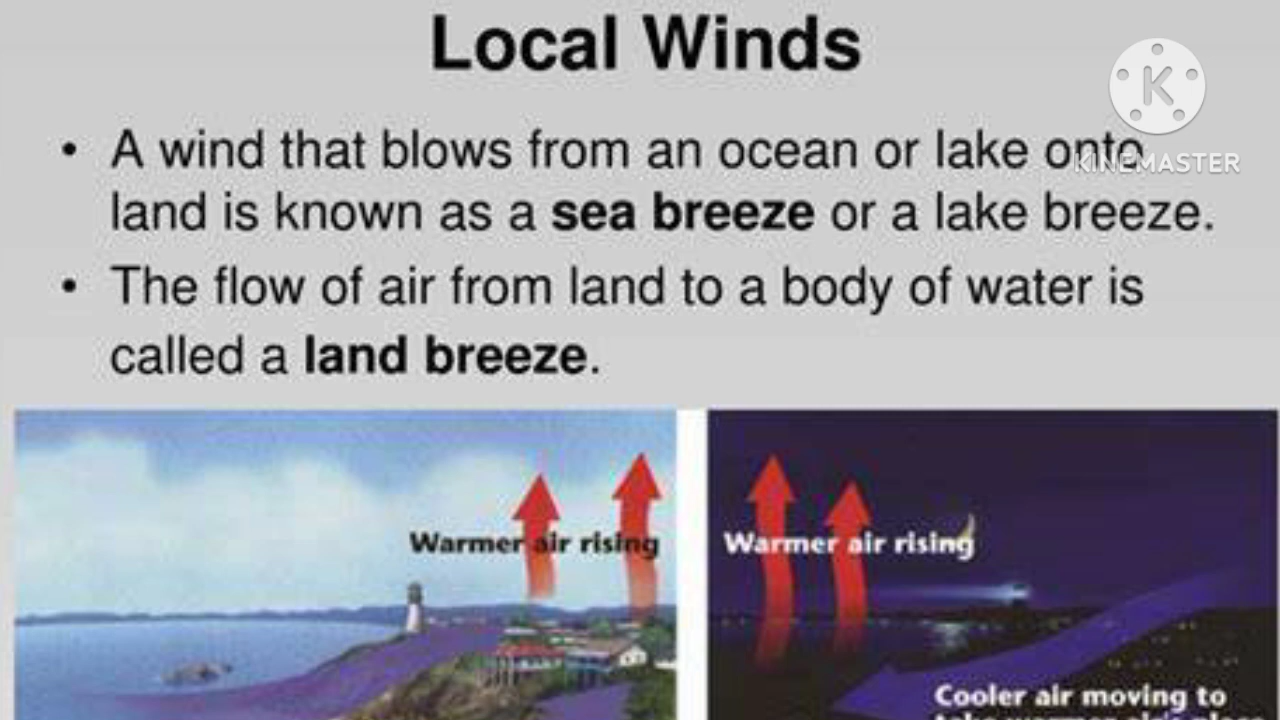 Local Winds
K
KINEMASTER
• A wind that blows from an ocean or lake onto
land is known as a sea breeze or a lake breeze.
• The flow of air from land to a body of water is
called a land breeze.
Warmer air rising
Warmer air rising
Cooler air moving to